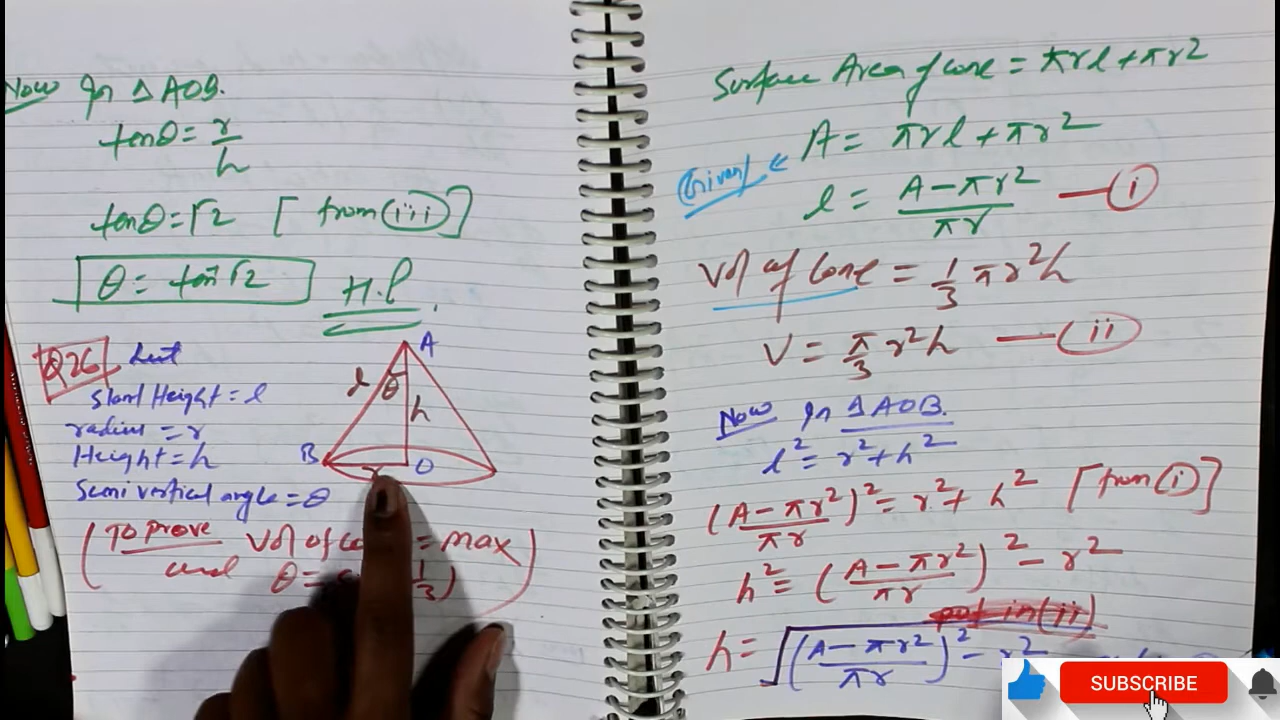 Now In Δ AOB.
tanθ = r/h
tanθ = √2 [from (iii)]
θ = tan⁻¹√2 H.P
Q26 Let
Slant Height = l
radius = r
Height = h
Semi vertical angle = θ
A
l θ h
B r O
(To prove Vol of = max
and θ = 1/3)
Surface Area of cone = πrl + πr²
A = πrl + πr²
(Given)
l = (A - πr²)/πr — (i)
Vol of Cone = 1/3 πr²h
V = π/3 r²h — (ii)
Now In Δ AOB.
l² = r² + h²
((A - πr²)/πr)² = r² + h² [from (i)]
h² = ((A - πr²)/πr)² - r²
put in (ii)
h = √((A - πr²)/πr)² - r²
SUBSCRIBE